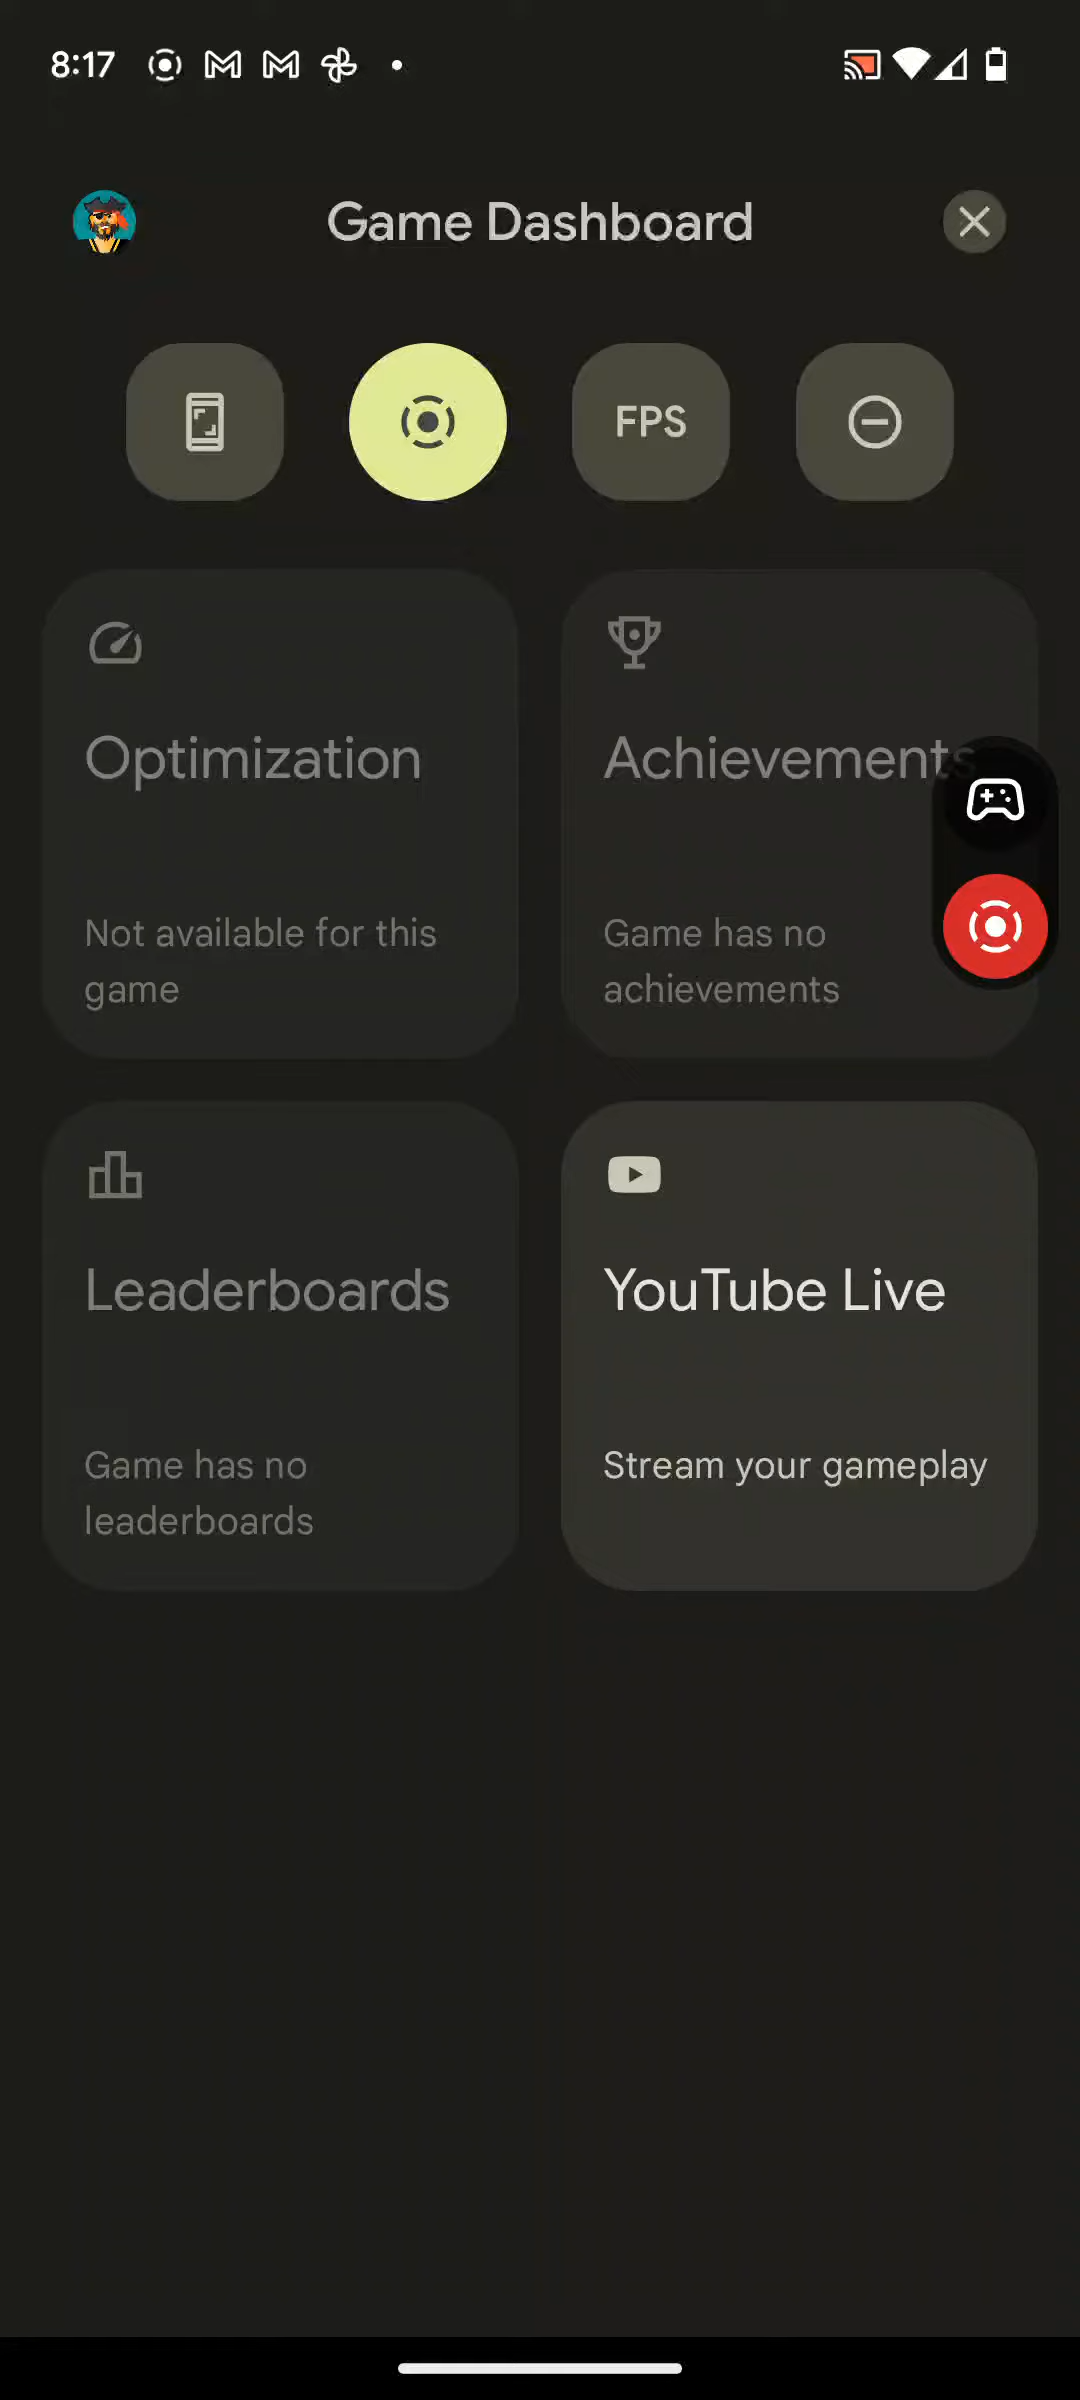 8:17
Game Dashboard
FPS
Optimization
Not available for this
game
Achievements
Game has no
achievements
Leaderboards
Game has no
leaderboards
YouTube Live
Stream your gameplay